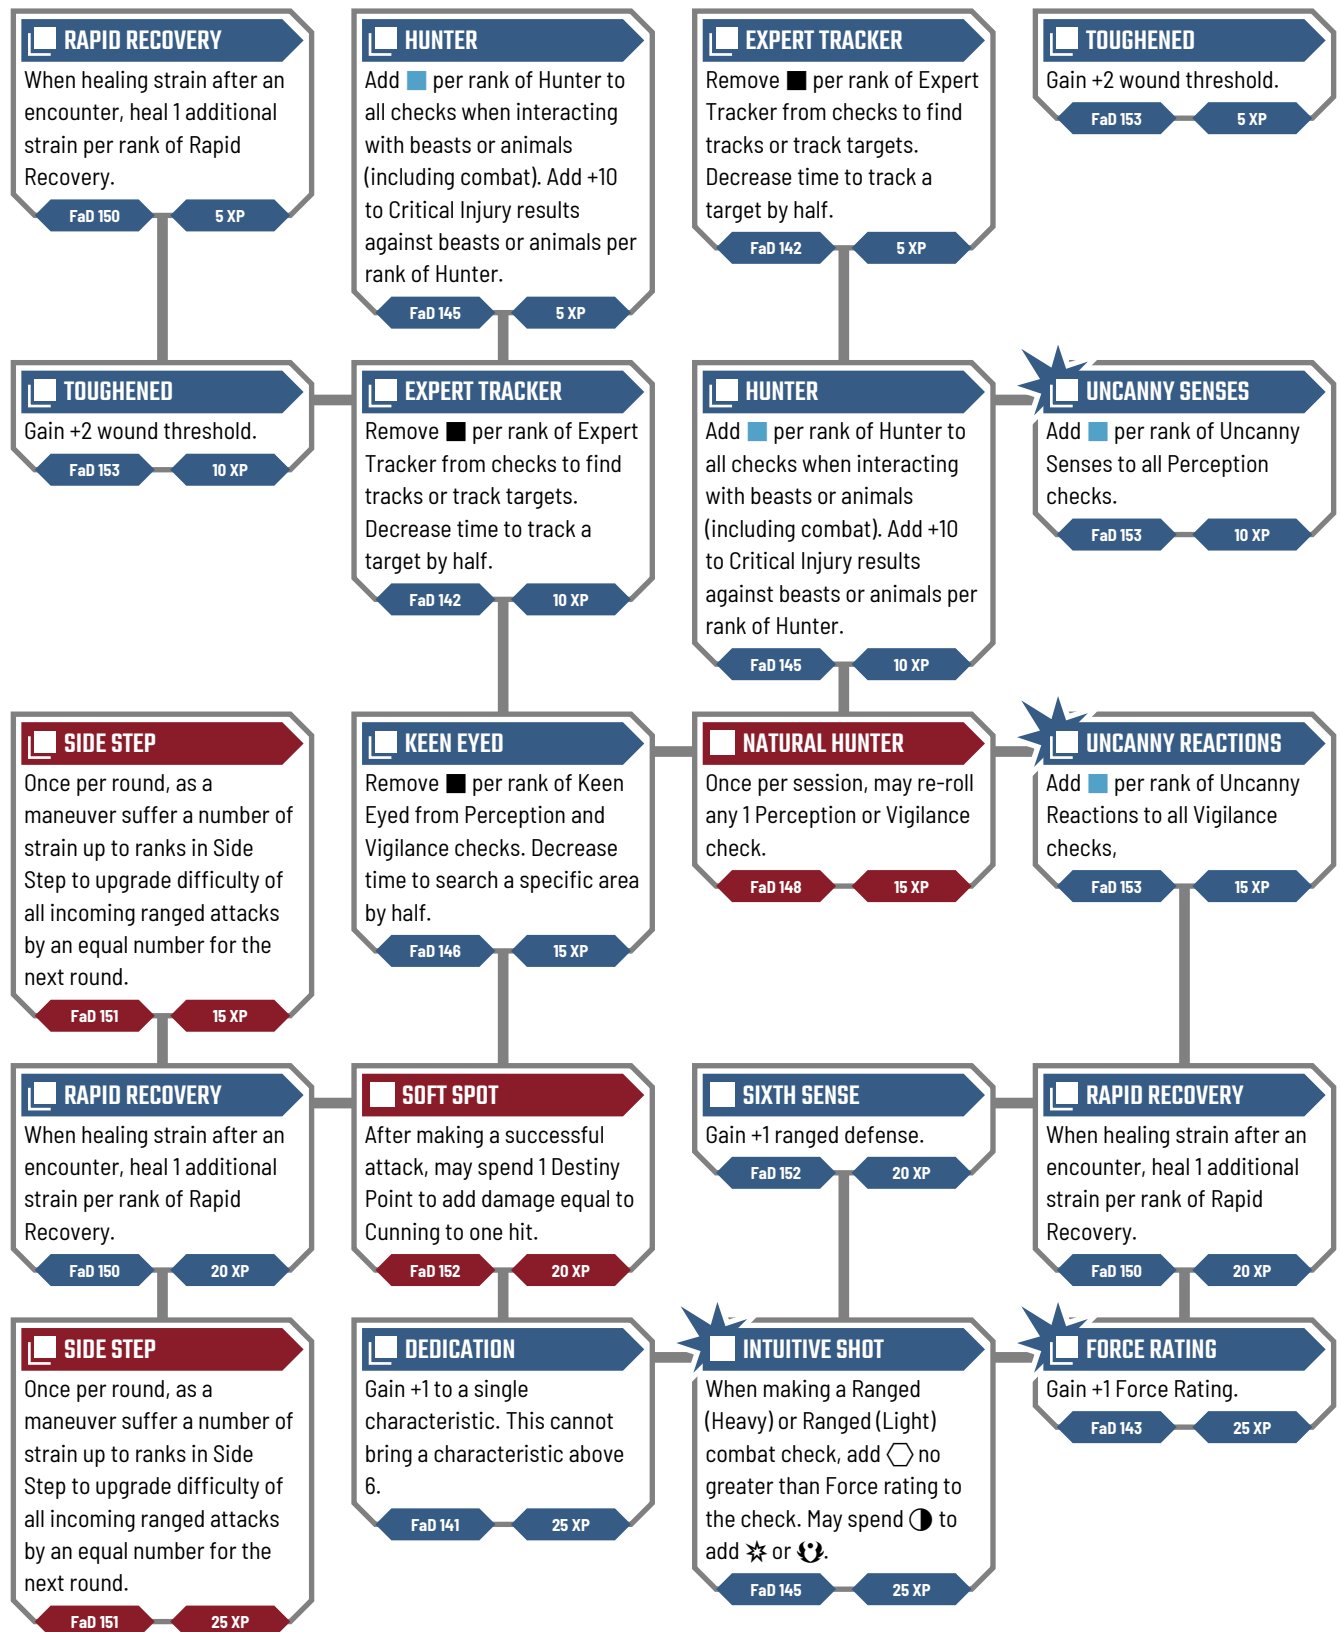 RAPID RECOVERY
When healing strain after an
encounter, heal 1 additional
strain per rank of Rapid
Recovery.
FaD 150
5 XP
HUNTER
Add per rank of Hunter to
all checks when interacting
with beasts or animals
(including combat). Add +10
to Critical Injury results
against beasts or animals per
rank of Hunter.
FaD 145
5 XP
EXPERT TRACKER
Remove per rank of Expert
Tracker from checks to find
tracks or track targets.
Decrease time to track a
target by half.
FaD 142
5 XP
TOUGHENED
Gain +2 wound threshold.
FaD 153
5 XP
TOUGHENED
Gain +2 wound threshold.
FaD 153
10 XP
EXPERT TRACKER
Remove per rank of Expert
Tracker from checks to find
tracks or track targets.
Decrease time to track a
target by half.
FaD 142
10 XP
HUNTER
Add per rank of Hunter to
all checks when interacting
with beasts or animals
(including combat). Add +10
to Critical Injury results
against beasts or animals per
rank of Hunter.
FaD 145
10 XP
UNCANNY SENSES
Add per rank of Uncanny
Senses to all Perception
checks.
FaD 153
10 XP
SIDE STEP
Once per round, as a
maneuver suffer a number of
strain up to ranks in Side
Step to upgrade difficulty of
all incoming ranged attacks
by an equal number for the
next round.
FaD 151
15 XP
KEEN EYED
Remove per rank of Keen
Eyed from Perception and
Vigilance checks. Decrease
time to search a specific area
by half.
FaD 146
15 XP
NATURAL HUNTER
Once per session, may re-roll
any 1 Perception or Vigilance
check.
FaD 148
15 XP
UNCANNY REACTIONS
Add per rank of Uncanny
Reactions to all Vigilance
checks,
FaD 153
15 XP
RAPID RECOVERY
When healing strain after an
encounter, heal 1 additional
strain per rank of Rapid
Recovery.
FaD 150
20 XP
SOFT SPOT
After making a successful
attack, may spend 1 Destiny
Point to add damage equal to
Cunning to one hit.
FaD 152
20 XP
SIXTH SENSE
Gain +1 ranged defense.
FaD 152
20 XP
RAPID RECOVERY
When healing strain after an
encounter, heal 1 additional
strain per rank of Rapid
Recovery.
FaD 150
20 XP
SIDE STEP
Once per round, as a
maneuver suffer a number of
strain up to ranks in Side
Step to upgrade difficulty of
all incoming ranged attacks
by an equal number for the
next round.
FaD 151
25 XP
DEDICATION
Gain +1 to a single
characteristic. This cannot
bring a characteristic above
6.
FaD 141
25 XP
INTUITIVE SHOT
When making a Ranged
(Heavy) or Ranged (Light)
combat check, add no
greater than Force rating to
the check. May spend to
add or .
FaD 145
25 XP
FORCE RATING
Gain +1 Force Rating.
FaD 143
25 XP